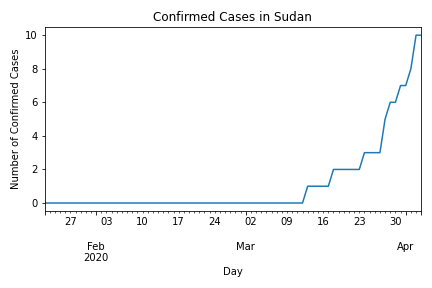 Confirmed Cases in Sudan
Number of Confirmed Cases
10
8
6
4
2
0
27 03 10 17 24 02 09 16 23 30
Feb Mar Apr
2020
Day